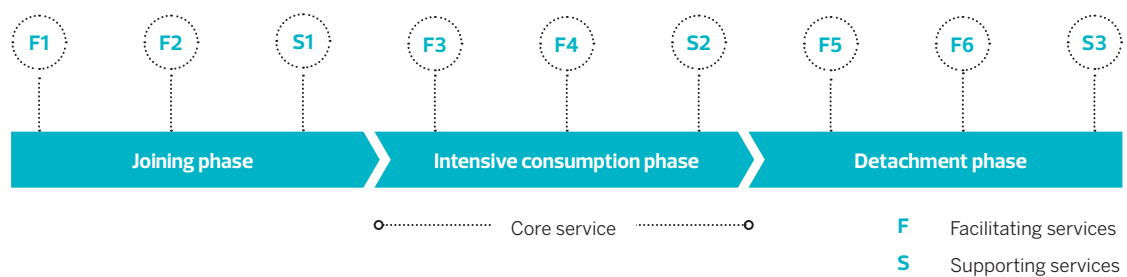 F1 F2 S1 F3 F4 S2 F5 F6 S3
Joining phase Intensive consumption phase Detachment phase
Core service
F Facilitating services
S Supporting services